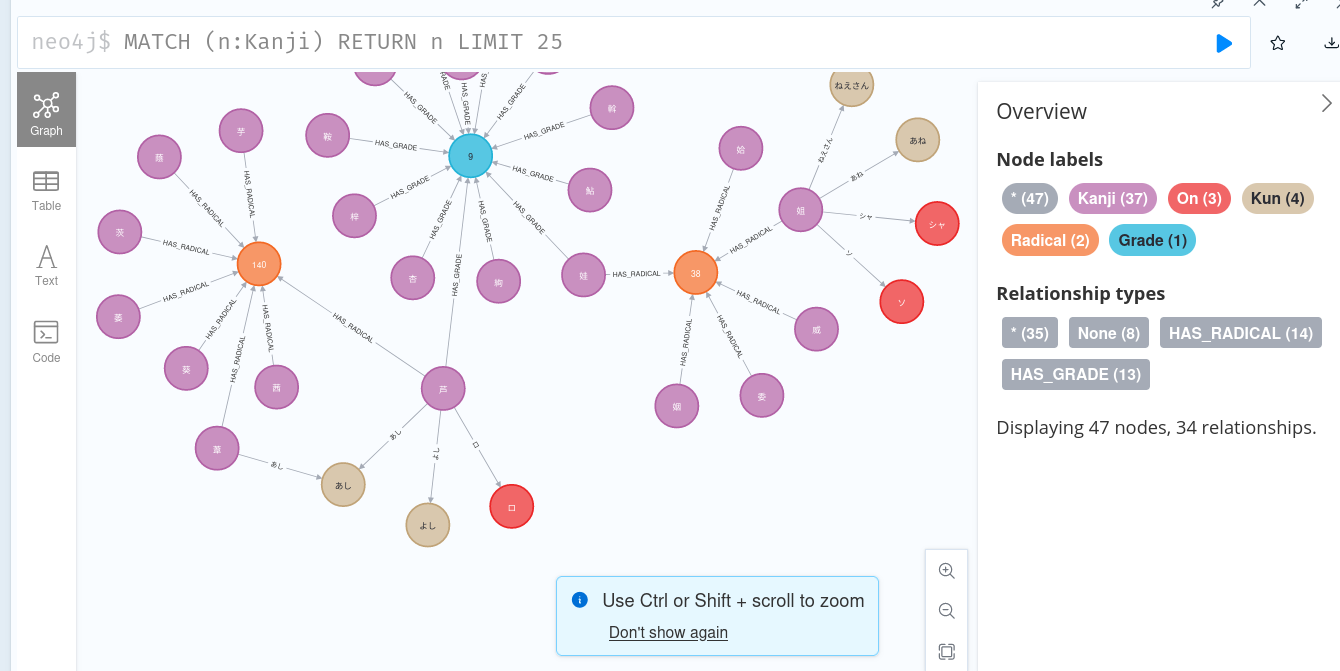 neo4j$ MATCH (n:Kanji) RETURN n LIMIT 25
Graph
Table
Text
Code
ねえさん
あね
シャ
ソ
姶
姐
威
委
姻
娃
38
9
140
芋
鞍
斡
鮎
梓
杏
茨
萎
葵
茜
葦
芦
あし
よし
ロ
HAS_GRADE
HAS_GRADE
HAS_GRADE
HAS_GRADE
HAS_GRADE
HAS_GRADE
HAS_GRADE
HAS_GRADE
HAS_GRADE
HAS_GRADE
HAS_RADICAL
HAS_RADICAL
HAS_RADICAL
HAS_RADICAL
HAS_RADICAL
HAS_RADICAL
HAS_RADICAL
HAS_RADICAL
HAS_RADICAL
HAS_RADICAL
HAS_RADICAL
HAS_RADICAL
HAS_RADICAL
HAS_RADICAL
ねえさん
あね
シャ
ソ
あし
あし
よし
ロ
Overview
Node labels
* (47) Kanji (37) On (3) Kun (4)
Radical (2) Grade (1)
Relationship types
* (35) None (8) HAS_RADICAL (14)
HAS_GRADE (13)
Displaying 47 nodes, 34 relationships.
Use Ctrl or Shift + scroll to zoom
Don't show again